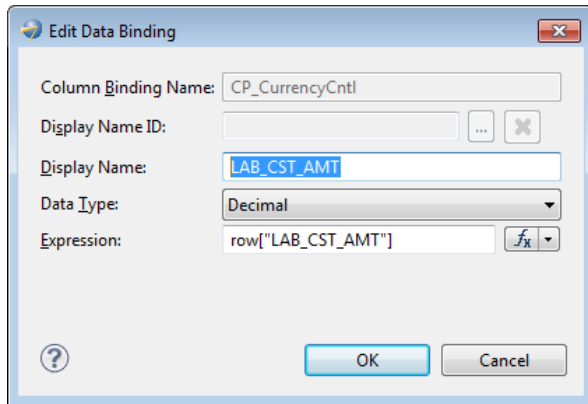 Edit Data Binding
Column Binding Name: CP_CurrencyCntl
Display Name ID: ...
Display Name: LAB_CST_AMT
Data Type: Decimal
Expression: row["LAB_CST_AMT"] fx
? OK Cancel